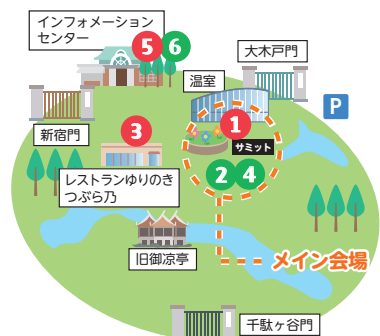 インフォメーション
センター
5 6
大木戸門
温室
P
新宿門
3
1
サミット
レストランゆりのき
つぶら乃
2 4
旧御凉亭
メイン会場
千駄ヶ谷門